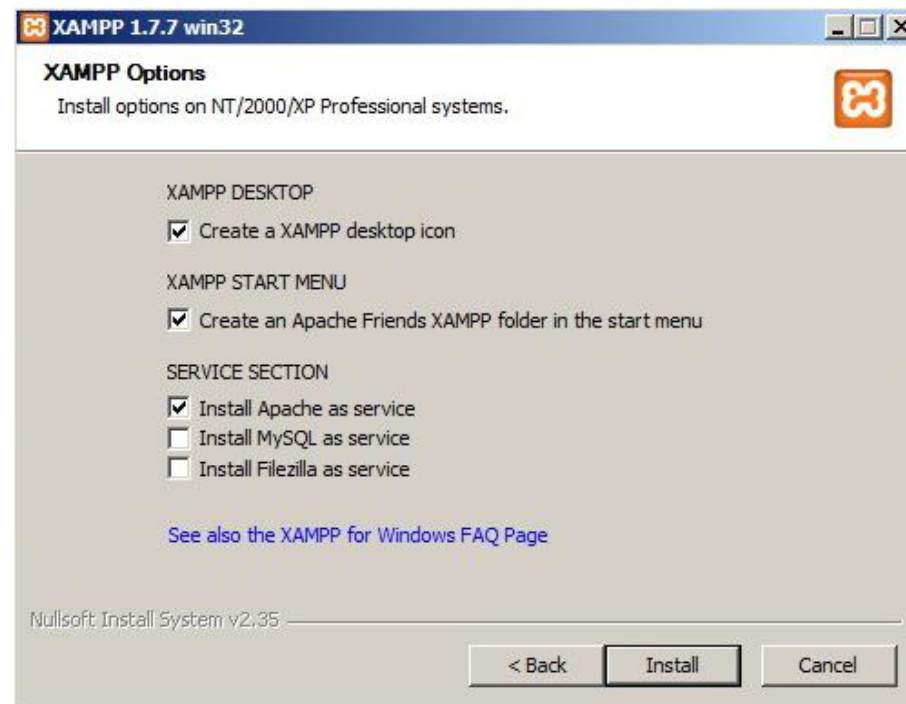 XAMPP 1.7.7 win32
XAMPP Options
Install options on NT/2000/XP Professional systems.
XAMPP DESKTOP
Create a XAMPP desktop icon
XAMPP START MENU
Create an Apache Friends XAMPP folder in the start menu
SERVICE SECTION
Install Apache as service
Install MySQL as service
Install Filezilla as service
See also the XAMPP for Windows FAQ Page
Nullsoft Install System v2.35
< Back Install Cancel